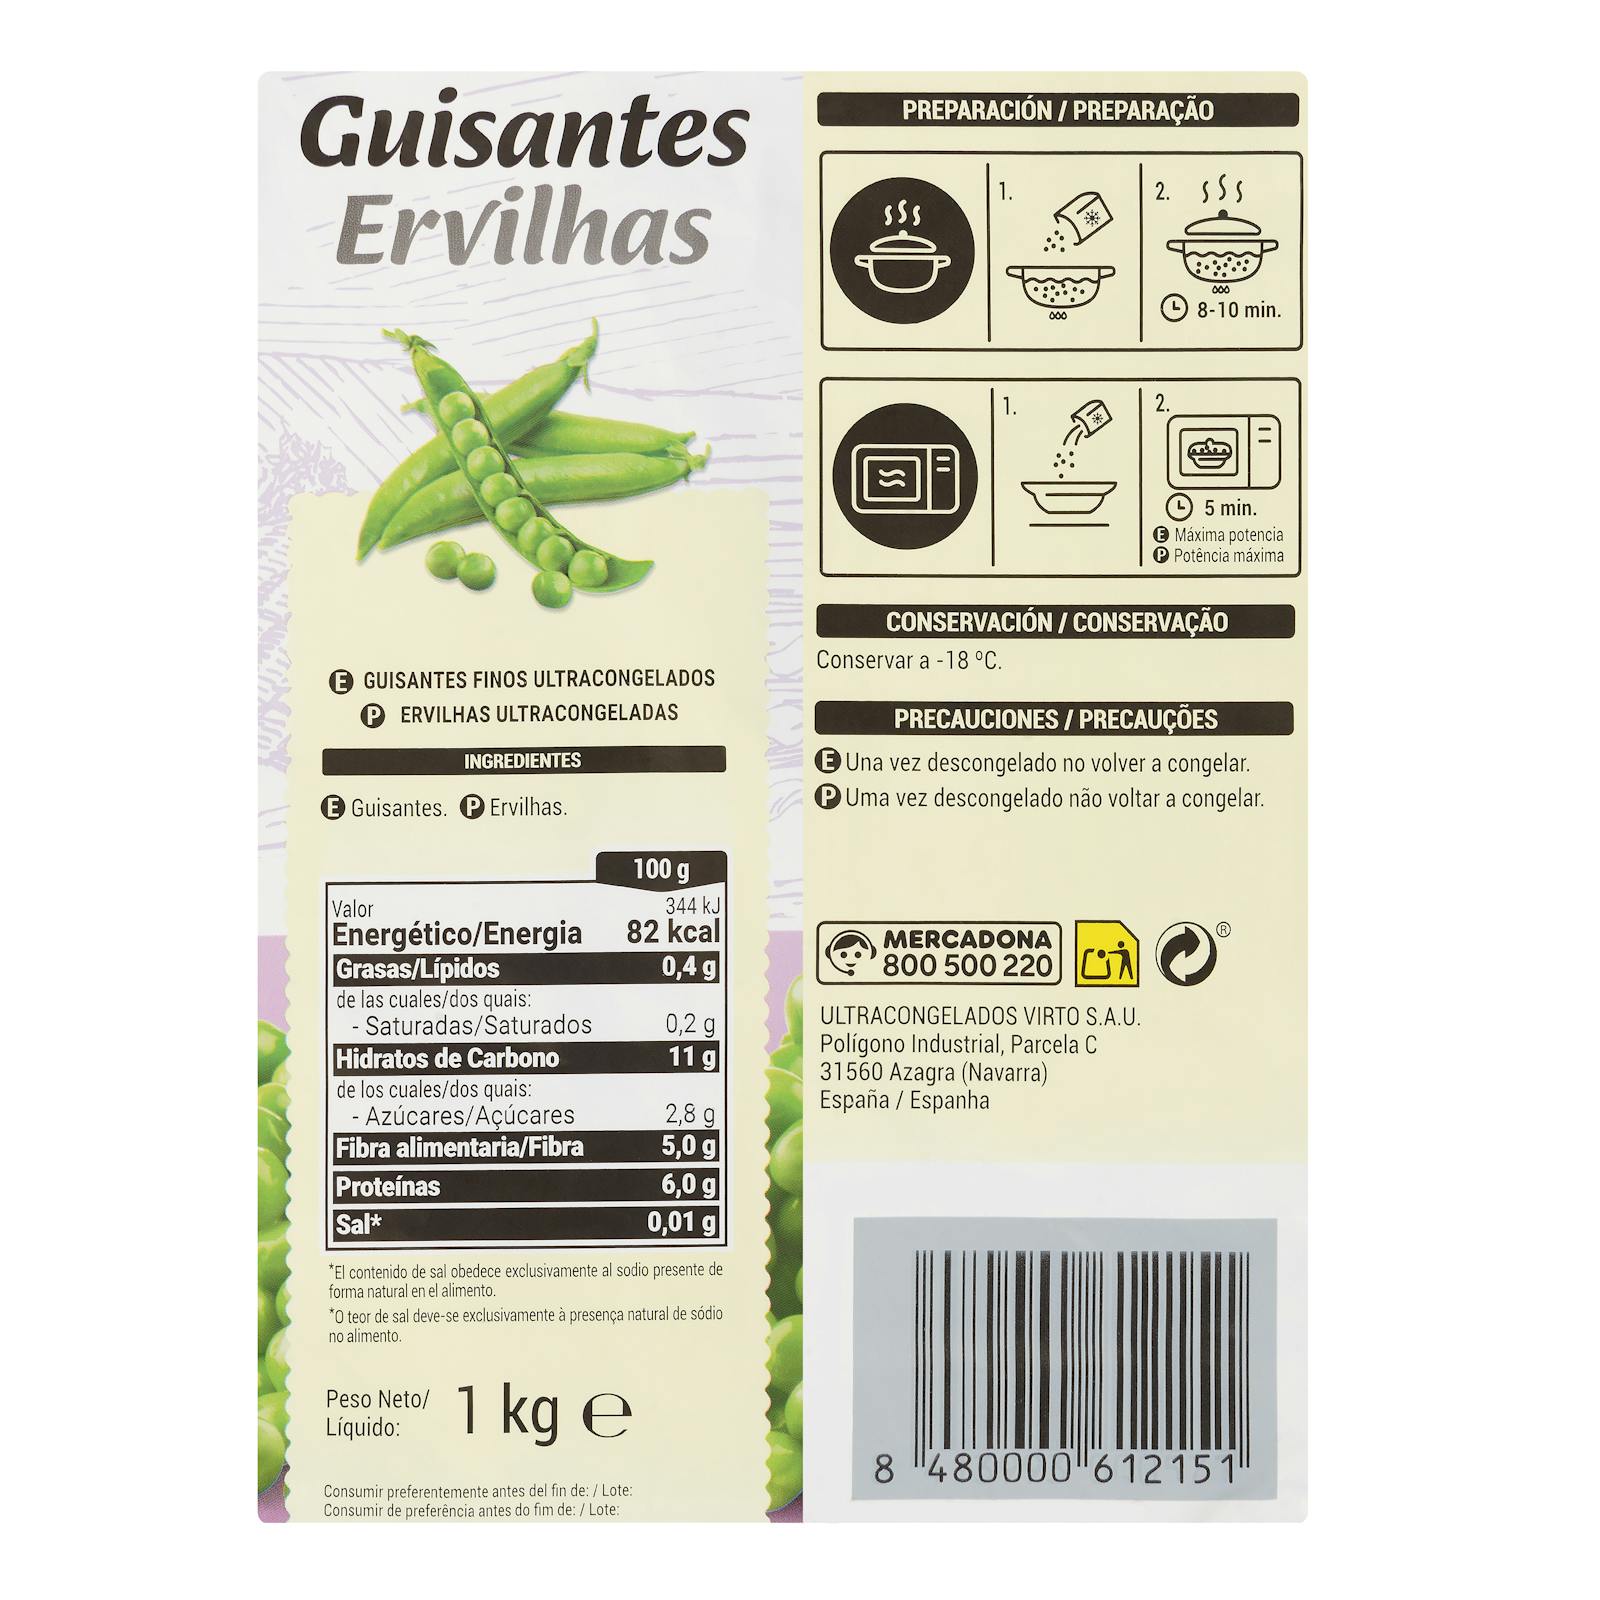 Guisantes
Ervilhas
E GUISANTES FINOS ULTRACONGELADOS
P ERVILHAS ULTRACONGELADAS
INGREDIENTES
E Guisantes. P Ervilhas.
100 g
Valor 344 kJ
Energético/Energia 82 kcal
Grasas/Lípidos 0,4 g
de las cuales/dos quais:
- Saturadas/Saturados 0,2 g
Hidratos de Carbono 11 g
de los cuales/dos quais:
- Azúcares/Açúcares 2,8 g
Fibra alimentaria/Fibra 5,0 g
Proteínas 6,0 g
Sal* 0,01 g
*El contenido de sal obedece exclusivamente al sodio presente de
forma natural en el alimento.
*O teor de sal deve-se exclusivamente à presença natural de sódio
no alimento.
Peso Neto/
Líquido: 1 kg ℮
Consumir preferentemente antes del fin de: / Lote:
Consumir de preferência antes do fim de: / Lote:
PREPARACIÓN / PREPARAÇÃO
1.
2.
8-10 min.
1.
2.
5 min.
E Máxima potencia
P Potência máxima
CONSERVACIÓN / CONSERVAÇÃO
Conservar a -18 ºC.
PRECAUCIONES / PRECAUÇÕES
E Una vez descongelado no volver a congelar.
P Uma vez descongelado não voltar a congelar.
MERCADONA
800 500 220
®
ULTRACONGELADOS VIRTO S.A.U.
Polígono Industrial, Parcela C
31560 Azagra (Navarra)
España / Espanha
8 480000 612151